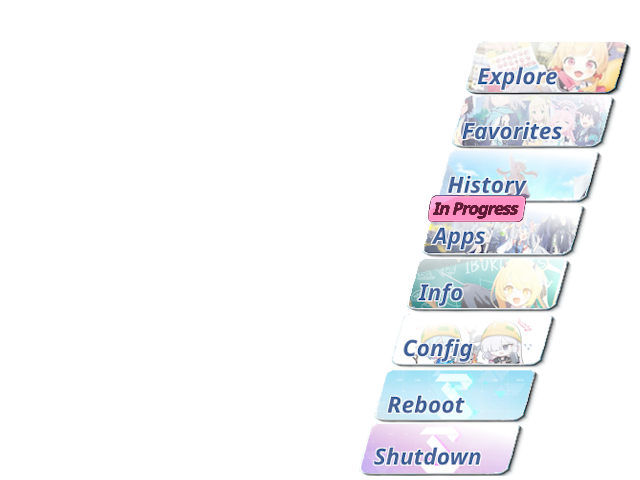 Explore
Favorites
History
In Progress
Apps
Info
Config
Reboot
Shutdown